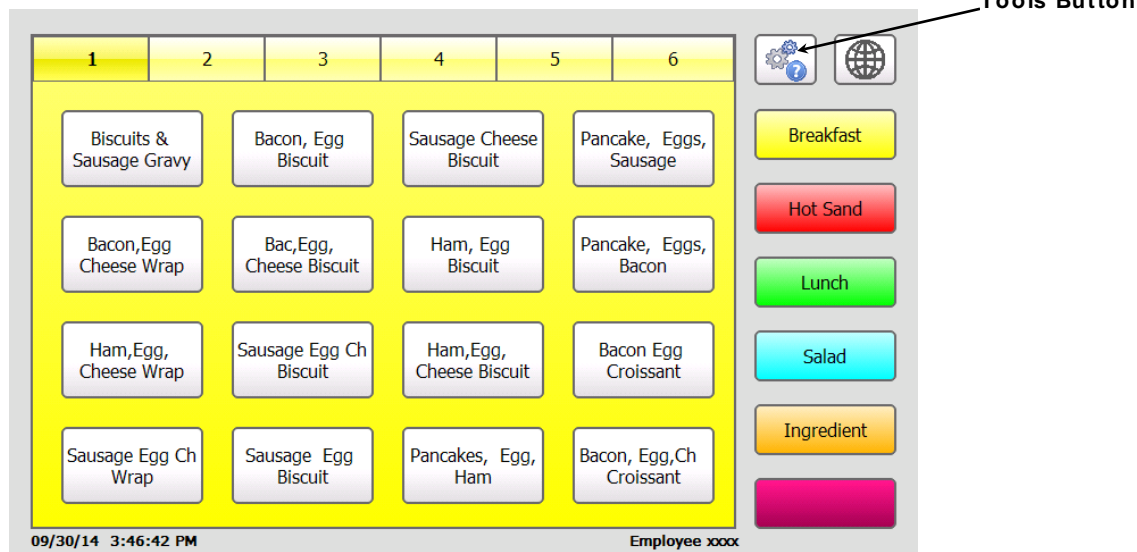 Tools Button
1 2 3 4 5 6
Biscuits &
Sausage Gravy
Bacon, Egg
Biscuit
Sausage Cheese
Biscuit
Pancake, Eggs,
Sausage
Bacon,Egg
Cheese Wrap
Bac,Egg,
Cheese Biscuit
Ham, Egg
Biscuit
Pancake, Eggs,
Bacon
Ham,Egg,
Cheese Wrap
Sausage Egg Ch
Biscuit
Ham,Egg,
Cheese Biscuit
Bacon Egg
Croissant
Sausage Egg Ch
Wrap
Sausage Egg
Biscuit
Pancakes, Egg,
Ham
Bacon, Egg,Ch
Croissant
?
Breakfast
Hot Sand
Lunch
Salad
Ingredient
09/30/14 3:46:42 PM
Employee xxxx